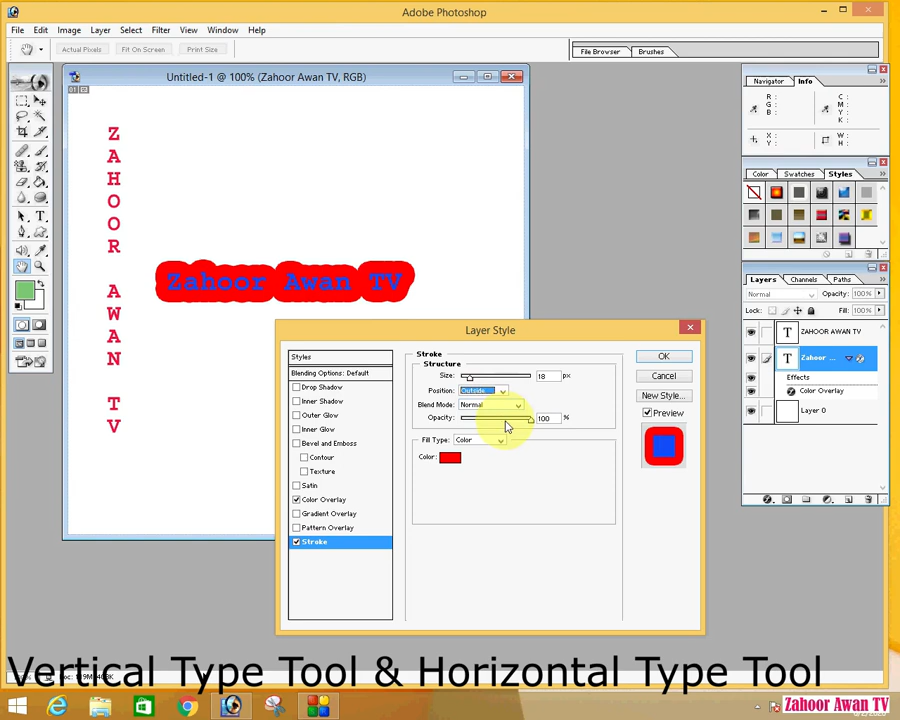 Adobe Photoshop
File Edit Image Layer Select Filter View Window Help
Actual Pixels Fit On Screen Print Size
File Browser Brushes
Untitled-1 @ 100% (Zahoor Awan TV, RGB)
ZAHOOR AWAN TV
Zahoor Awan TV
Navigator Info
R :
G :
B :
C :
M :
Y :
K :
X :
Y :
W :
H :
Color Swatches Styles
Layers Channels Paths
Normal Opacity: 100%
Lock: Fill: 100%
T ZAHOOR AWAN TV
T Zahoor ...
Effects
Color Overlay
Layer 0
Layer Style
Styles
Blending Options: Default
Drop Shadow
Inner Shadow
Outer Glow
Inner Glow
Bevel and Emboss
Contour
Texture
Satin
Color Overlay
Gradient Overlay
Pattern Overlay
Stroke
Stroke
Structure
Size: 18 px
Position: Outside
Blend Mode: Normal
Opacity: 100 %
Fill Type: Color
Color:
OK
Cancel
New Style...
Preview
Vertical Type Tool & Horizontal Type Tool
Zahoor Awan TV